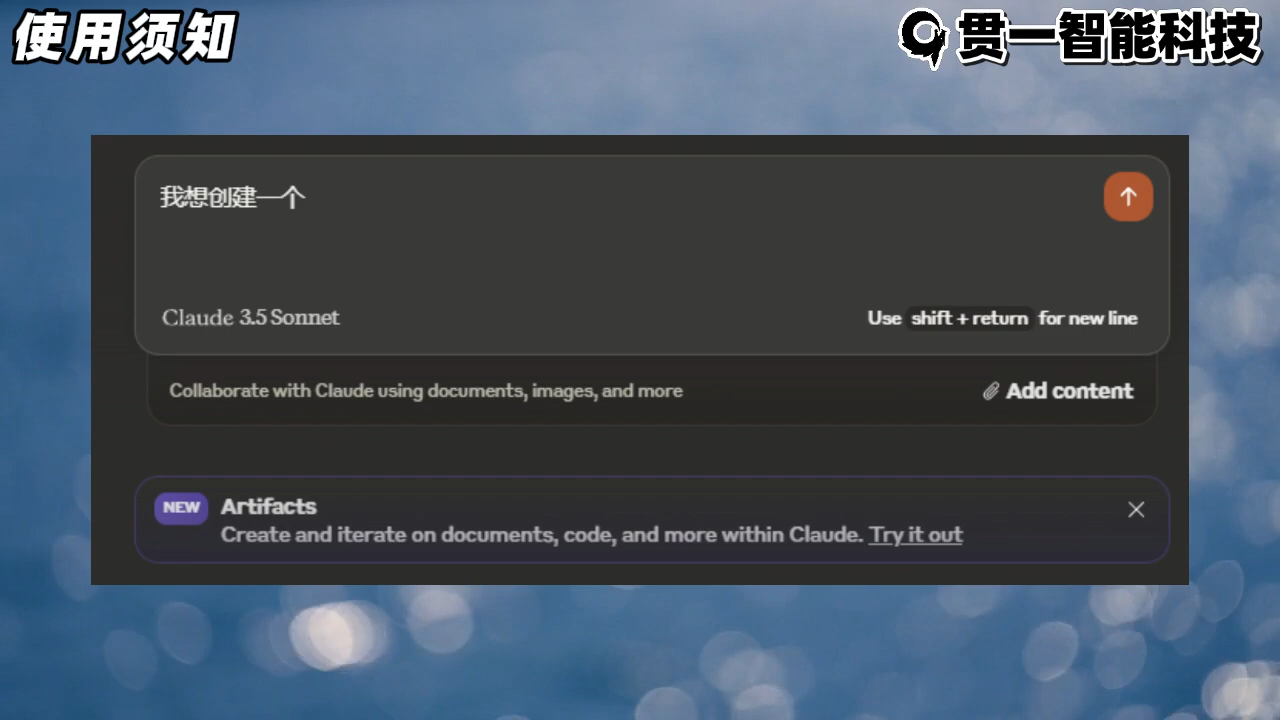 使用须知
贯一智能科技
我想创建一个
Claude 3.5 Sonnet
Use shift + return for new line
Collaborate with Claude using documents, images, and more
Add content
NEW
Artifacts
Create and iterate on documents, code, and more within Claude. Try it out